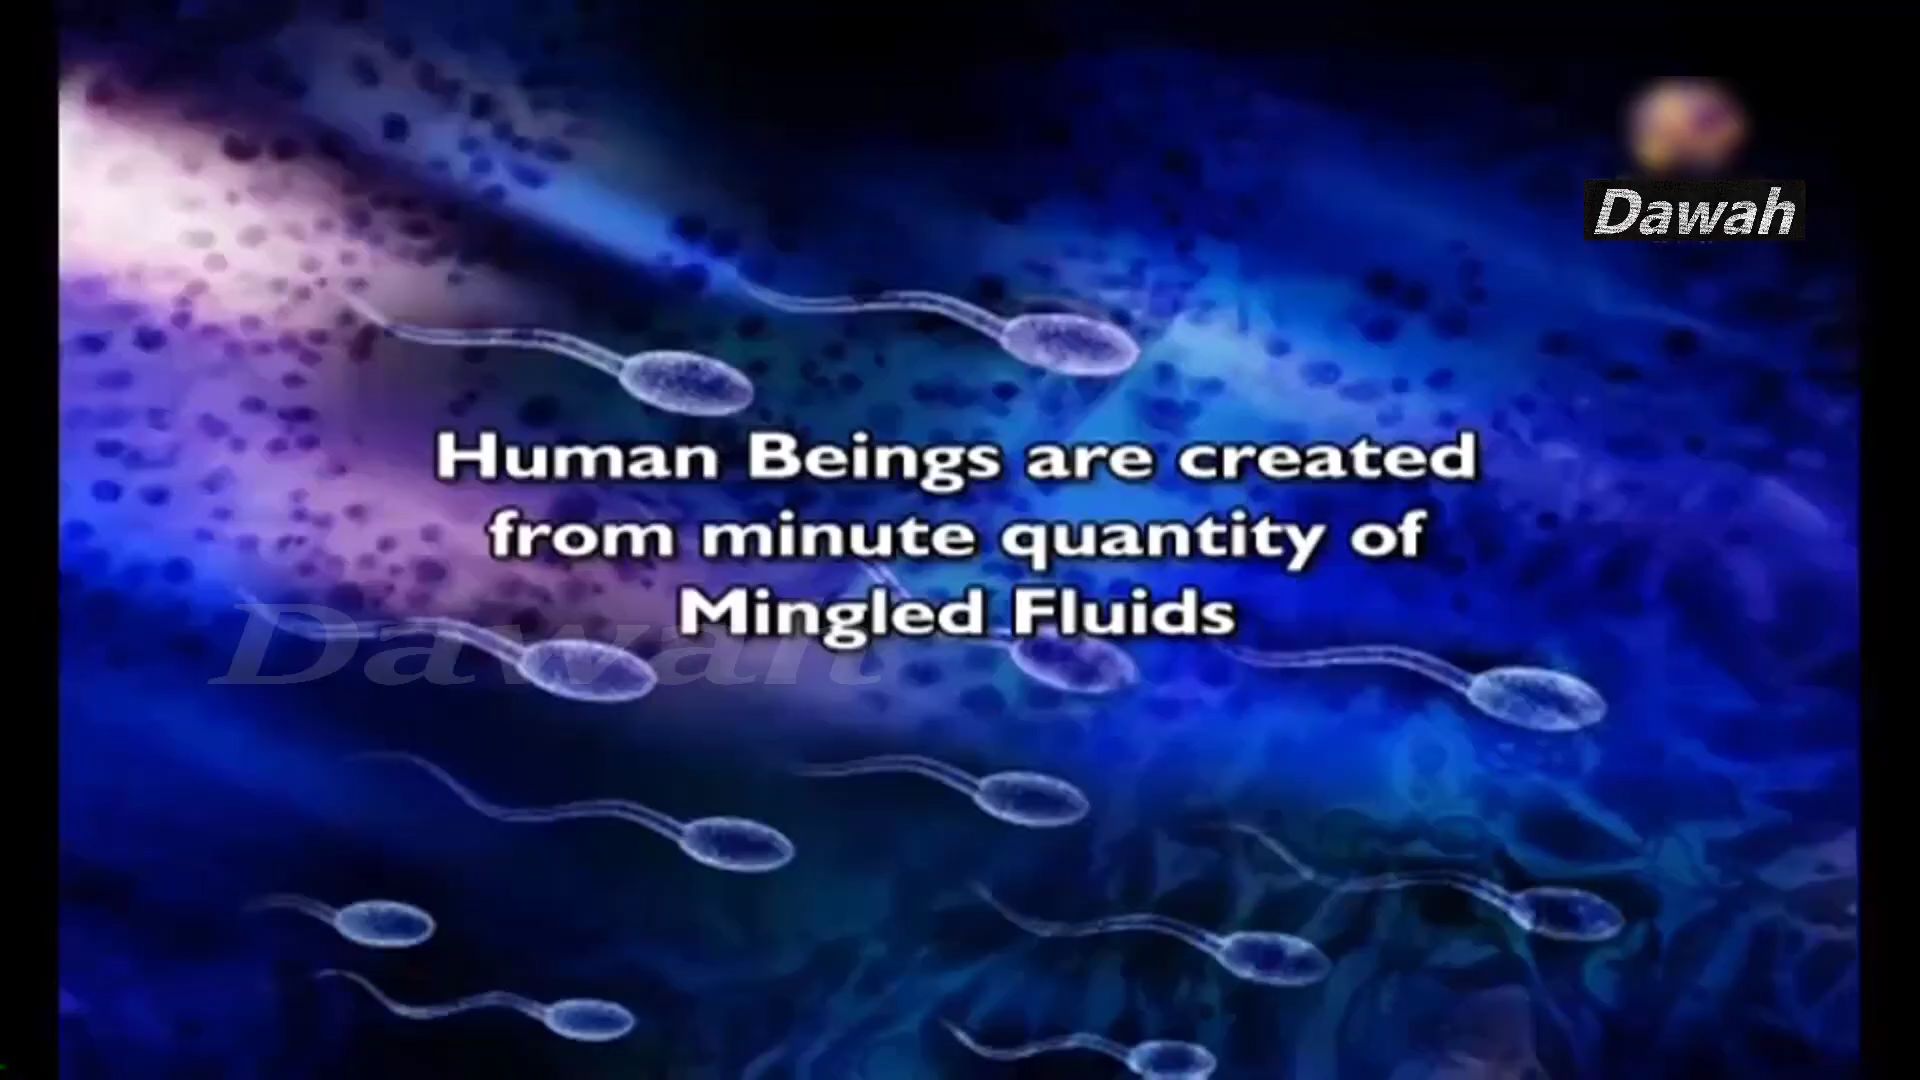 Dawah
Human Beings are created
from minute quantity of
Mingled Fluids
Dawah